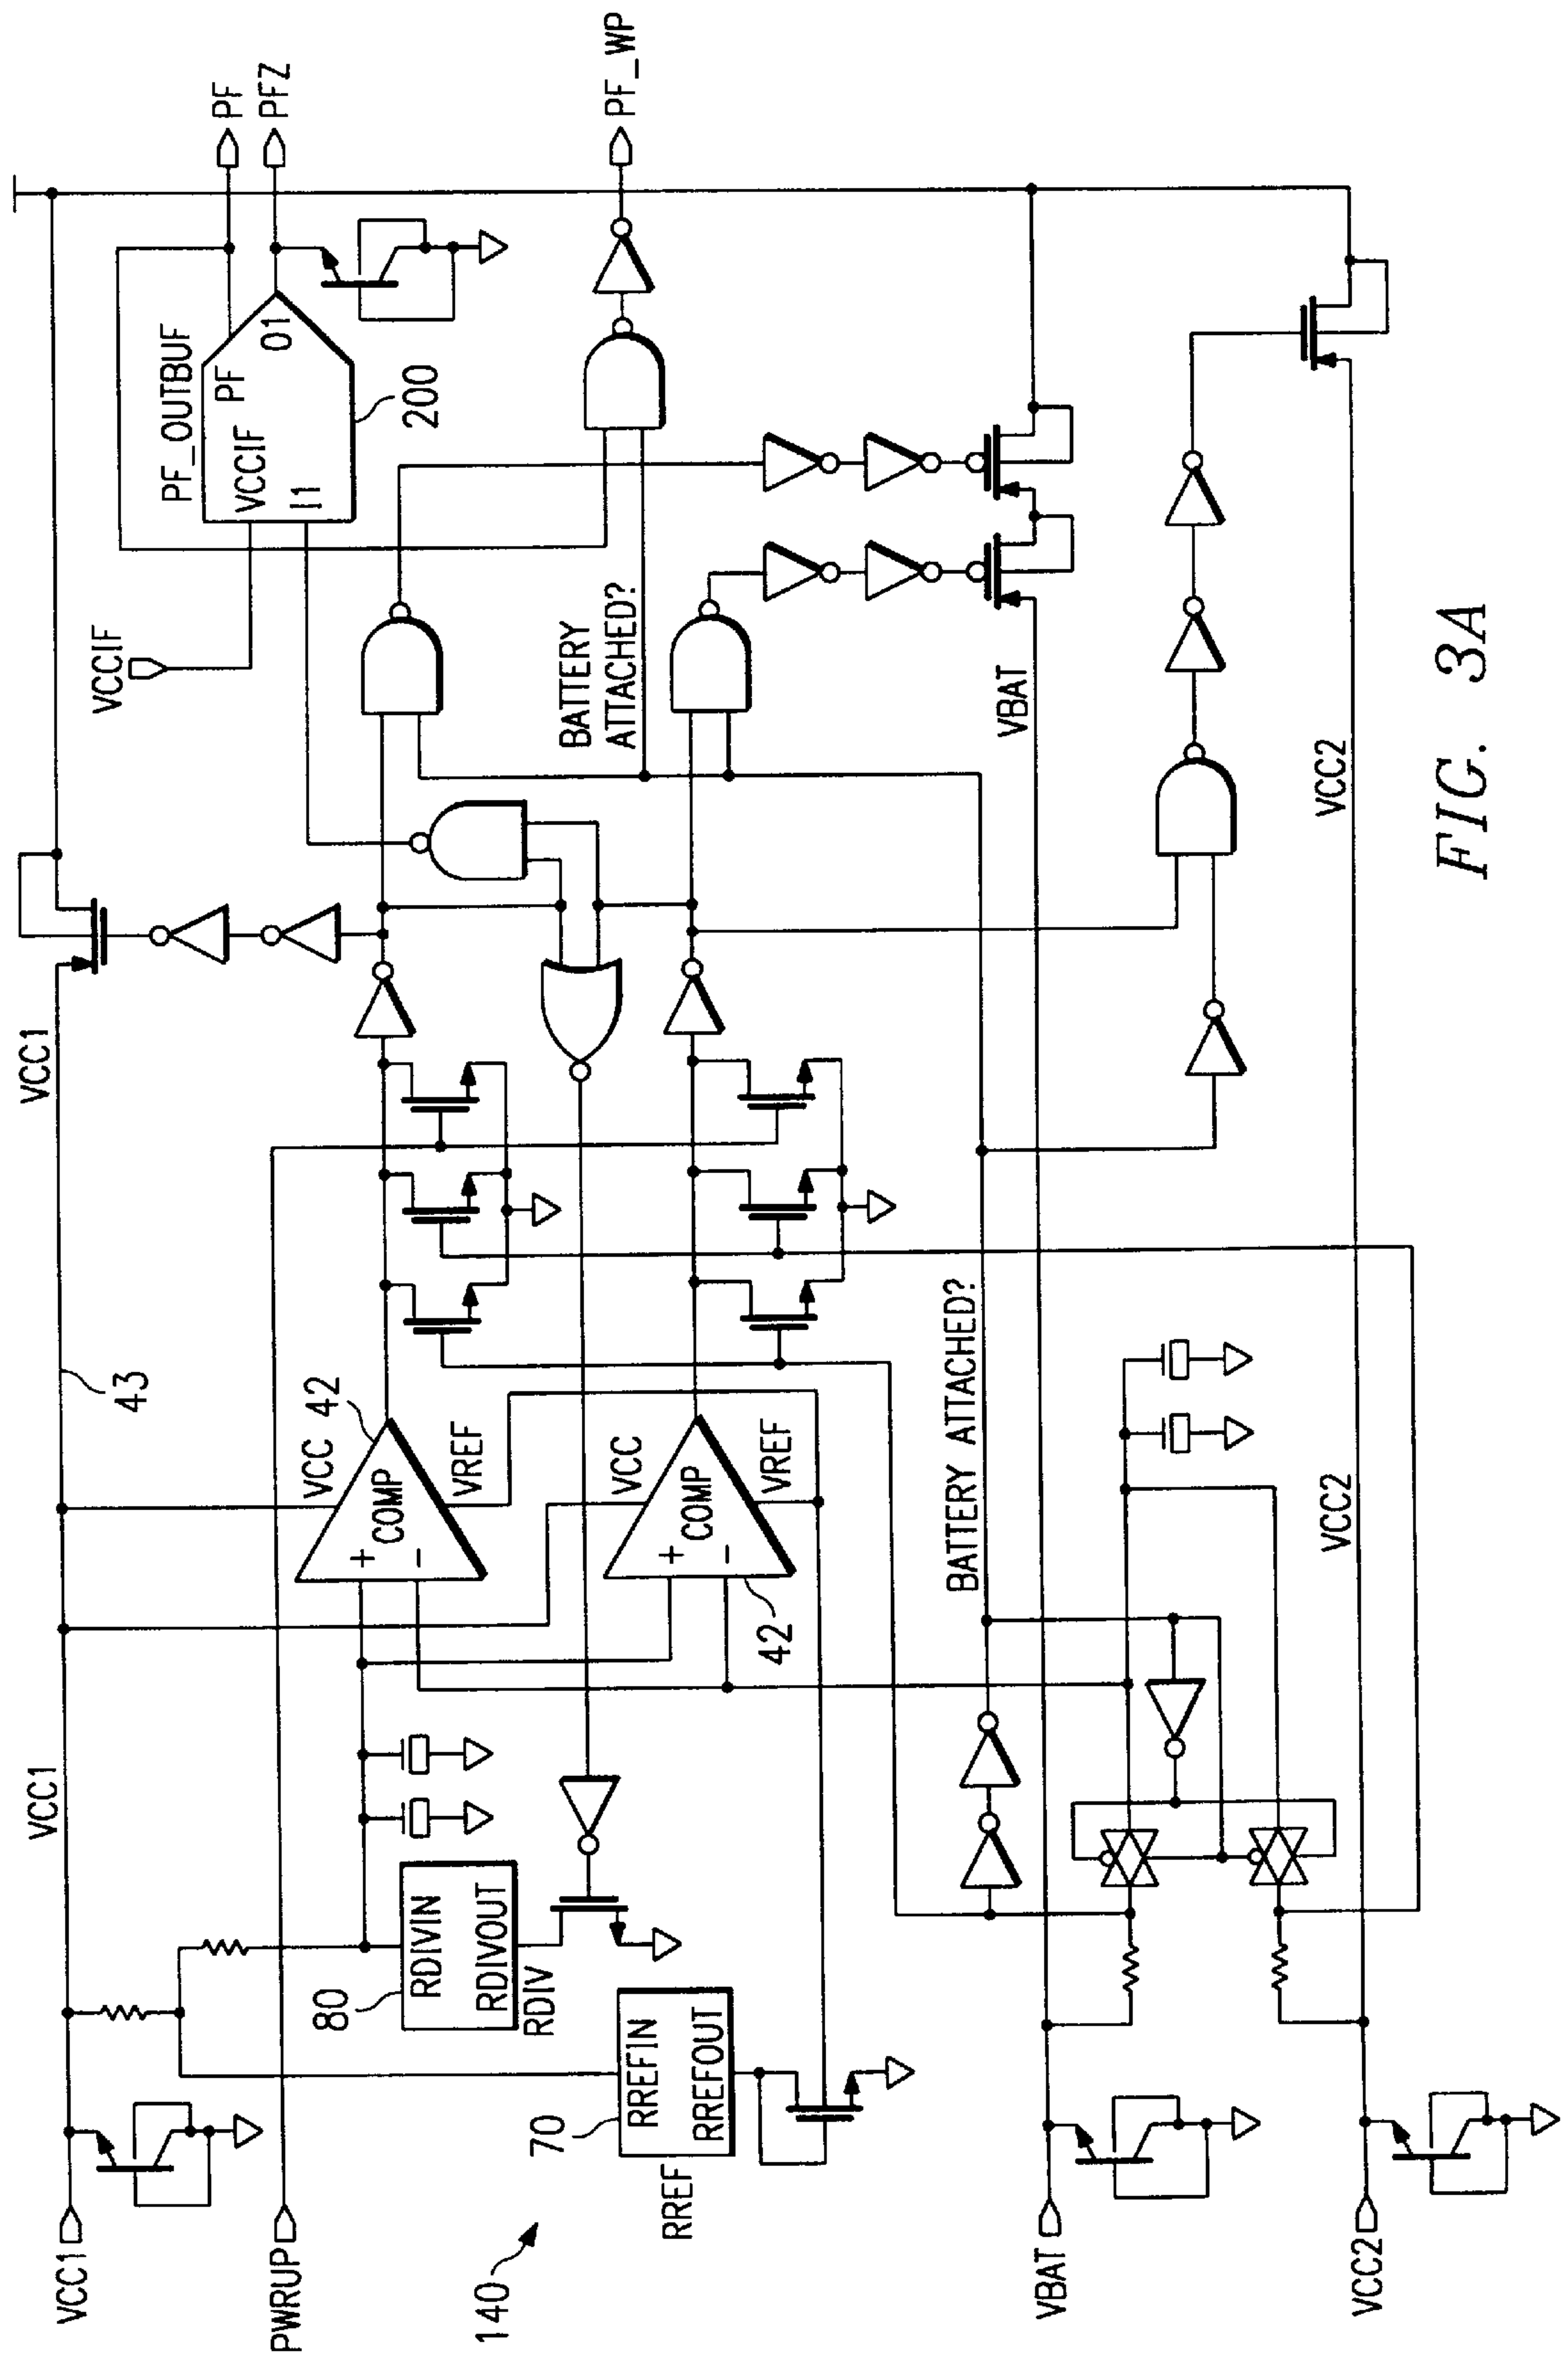 PF
PFZ
PF_WP
PF_OUTBUF
VCCIF
PF
I1
O1
200
VCCIF
BATTERY
ATTACHED?
VBAT
VCC2
VCC1
43
VCC
42
COMP
+
−
VREF
VCC
COMP
+
−
VREF
42
BATTERY ATTACHED?
VCC2
VCC1
80
RDIVIN
RDIVOUT
RDIV
70
RREFIN
RREFOUT
RREF
140
VCC1
PWRUP
VBAT
VCC2
FIG. 3A